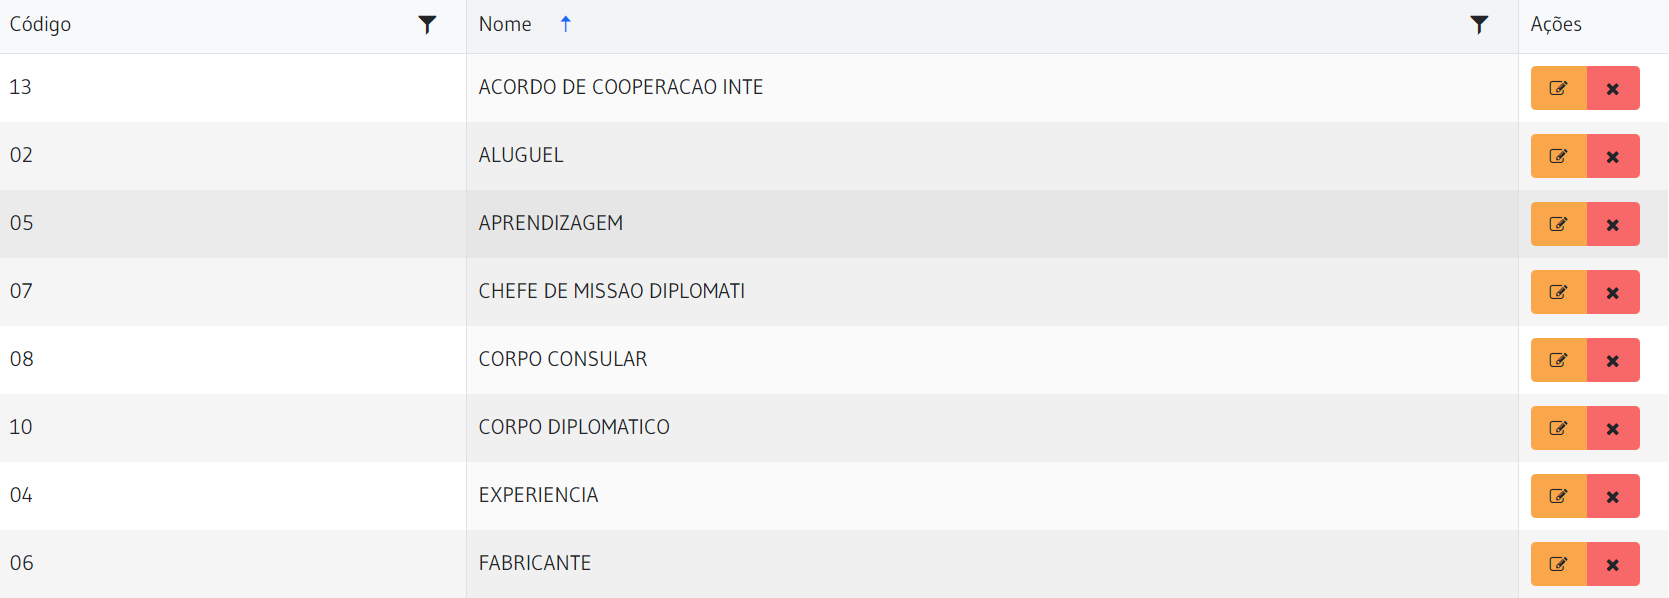 Código Nome Ações
13 ACORDO DE COOPERACAO INTE
02 ALUGUEL
05 APRENDIZAGEM
07 CHEFE DE MISSAO DIPLOMATI
08 CORPO CONSULAR
10 CORPO DIPLOMATICO
04 EXPERIENCIA
06 FABRICANTE